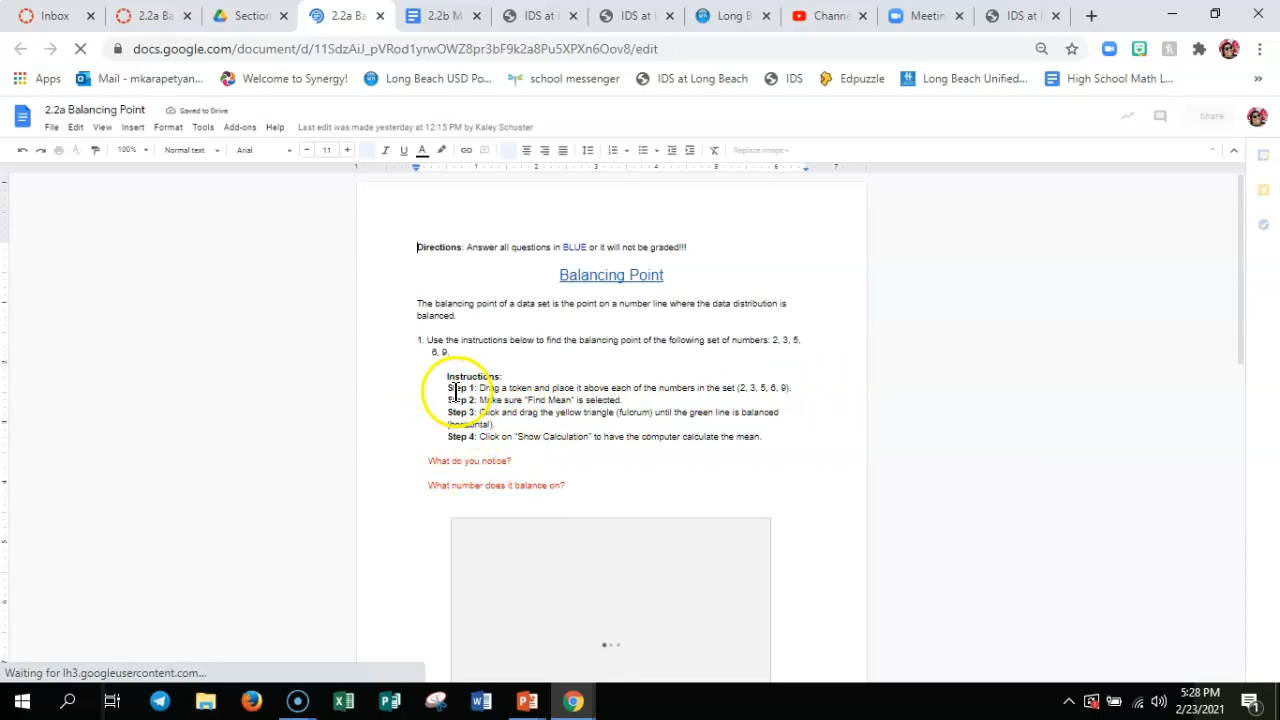 Inbox
2.2a Ba
Section
2.2a Ba
2.2b M
IDS at
IDS at
Long B
Chann
Meetin
IDS at
docs.google.com/document/d/11SdzAiJ_pVRod1yrwOWZ8pr3bF9k2a8Pu5XPXn6Oov8/edit
Apps
Mail - mkarapetyan...
Welcome to Synergy!
Long Beach USD Po...
school messenger
IDS at Long Beach
IDS
Edpuzzle
Long Beach Unified...
High School Math L...
2.2a Balancing Point
Saved to Drive
File Edit View Insert Format Tools Add-ons Help Last edit was made yesterday at 12:15 PM by Kaley Schuster
Share
100% Normal text Arial 11 Replace image
1 1 2 3 4 5 6 7
Directions: Answer all questions in BLUE or it will not be graded!!!
Balancing Point
The balancing point of a data set is the point on a number line where the data distribution is
balanced.
1. Use the instructions below to find the balancing point of the following set of numbers: 2, 3, 5,
6, 9.
Instructions:
Step 1: Drag a token and place it above each of the numbers in the set (2, 3, 5, 6, 9).
Step 2: Make sure "Find Mean" is selected.
Step 3: Click and drag the yellow triangle (fulcrum) until the green line is balanced
(horizontal).
Step 4: Click on "Show Calculation" to have the computer calculate the mean.
What do you notice?
What number does it balance on?
Waiting for lh3.googleusercontent.com...
5:28 PM
2/23/2021